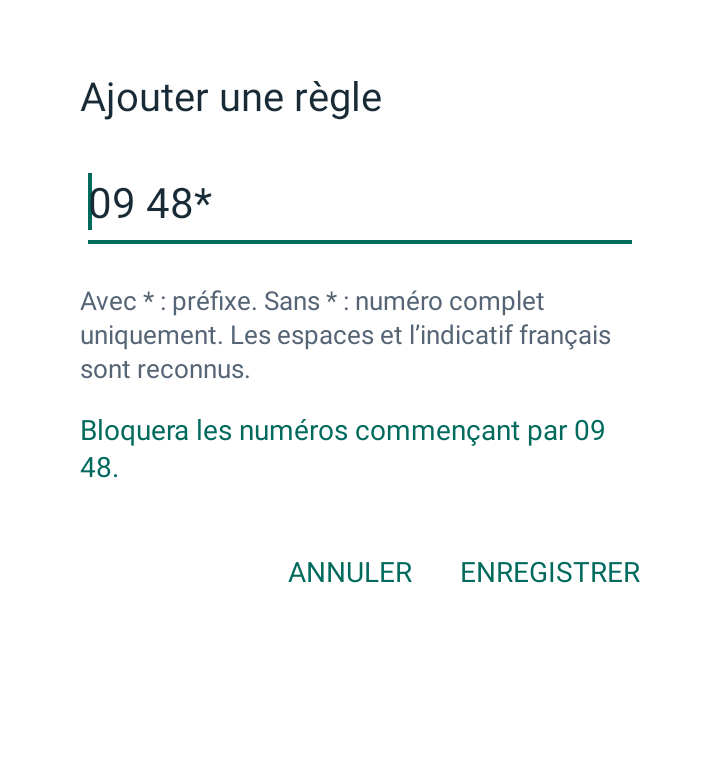 Ajouter une règle
09 48*
Avec * : préfixe. Sans * : numéro complet
uniquement. Les espaces et l’indicatif français
sont reconnus.
Bloquera les numéros commençant par 09
48.
ANNULER ENREGISTRER